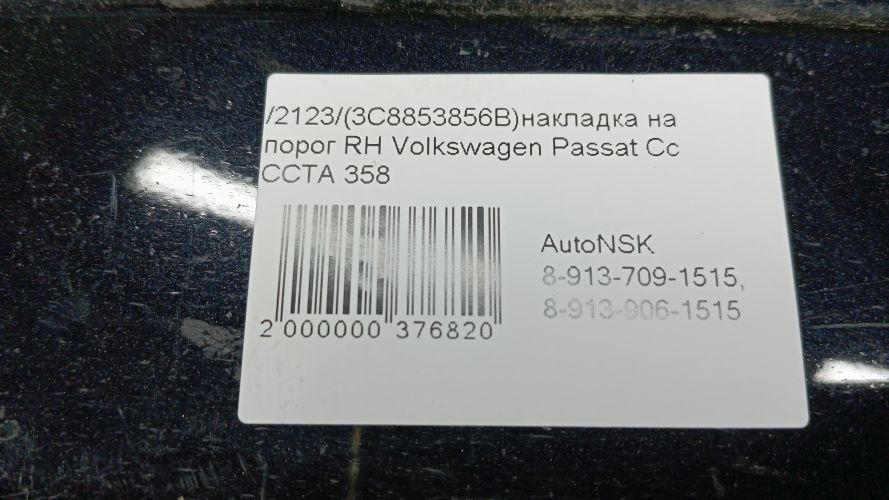 /2123/(3C8853856B)накладка на
порог RH Volkswagen Passat Cc
CCTA 358
AutoNSK
8-913-709-1515,
8-913-906-1515
2 000000 376820